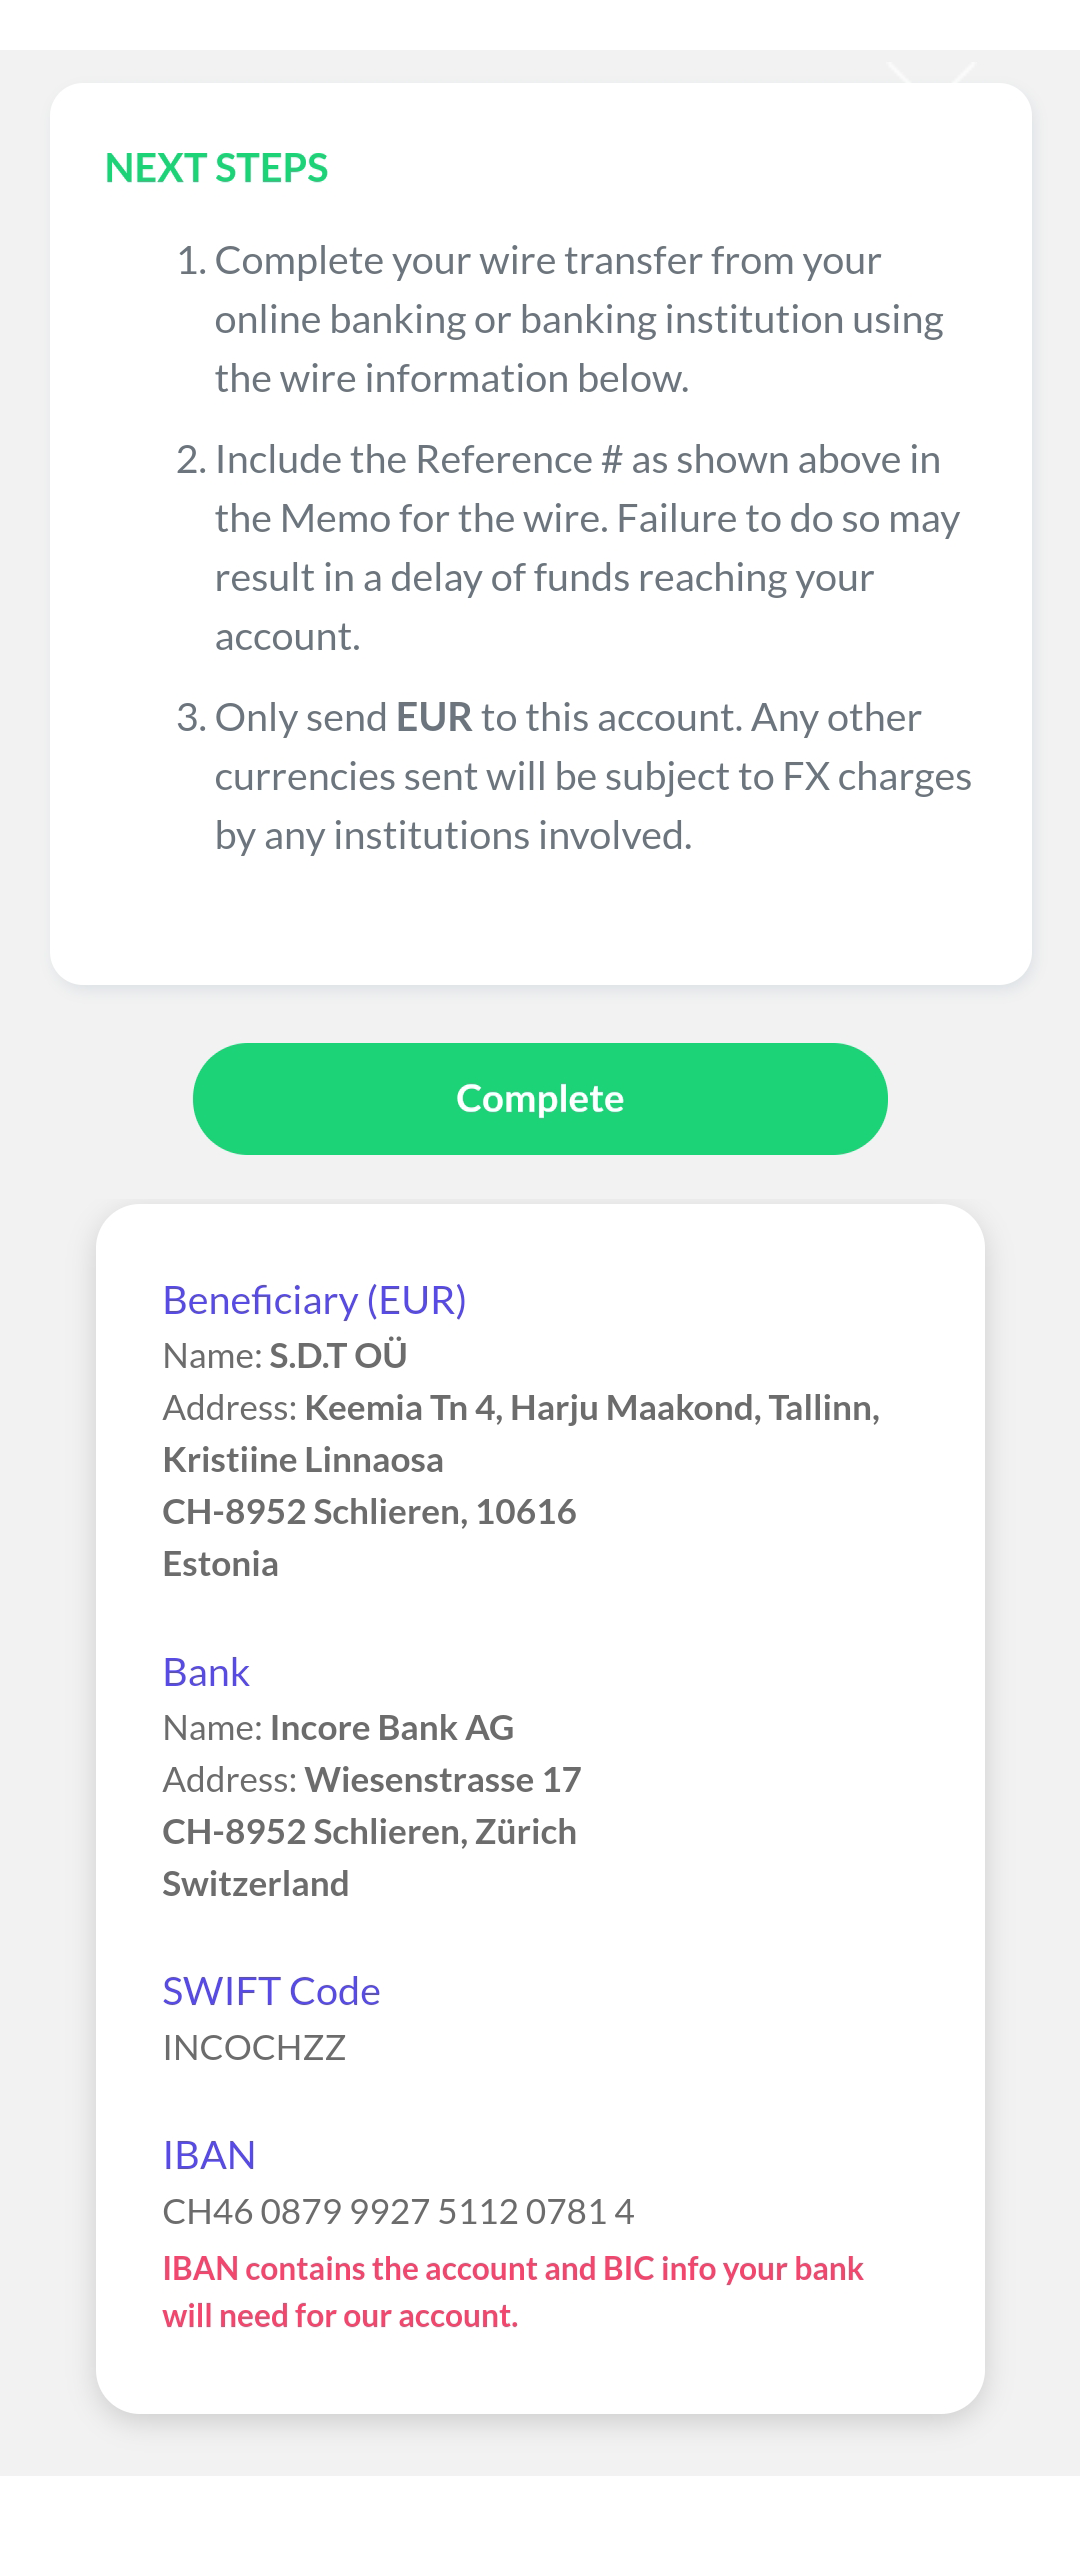 NEXT STEPS
1. Complete your wire transfer from your
online banking or banking institution using
the wire information below.
2. Include the Reference # as shown above in
the Memo for the wire. Failure to do so may
result in a delay of funds reaching your
account.
3. Only send EUR to this account. Any other
currencies sent will be subject to FX charges
by any institutions involved.
Complete
Beneficiary (EUR)
Name: S.D.T OÜ
Address: Keemia Tn 4, Harju Maakond, Tallinn,
Kristiine Linnaosa
CH-8952 Schlieren, 10616
Estonia
Bank
Name: Incore Bank AG
Address: Wiesenstrasse 17
CH-8952 Schlieren, Zürich
Switzerland
SWIFT Code
INCOCHZZ
IBAN
CH46 0879 9927 5112 0781 4
IBAN contains the account and BIC info your bank
will need for our account.